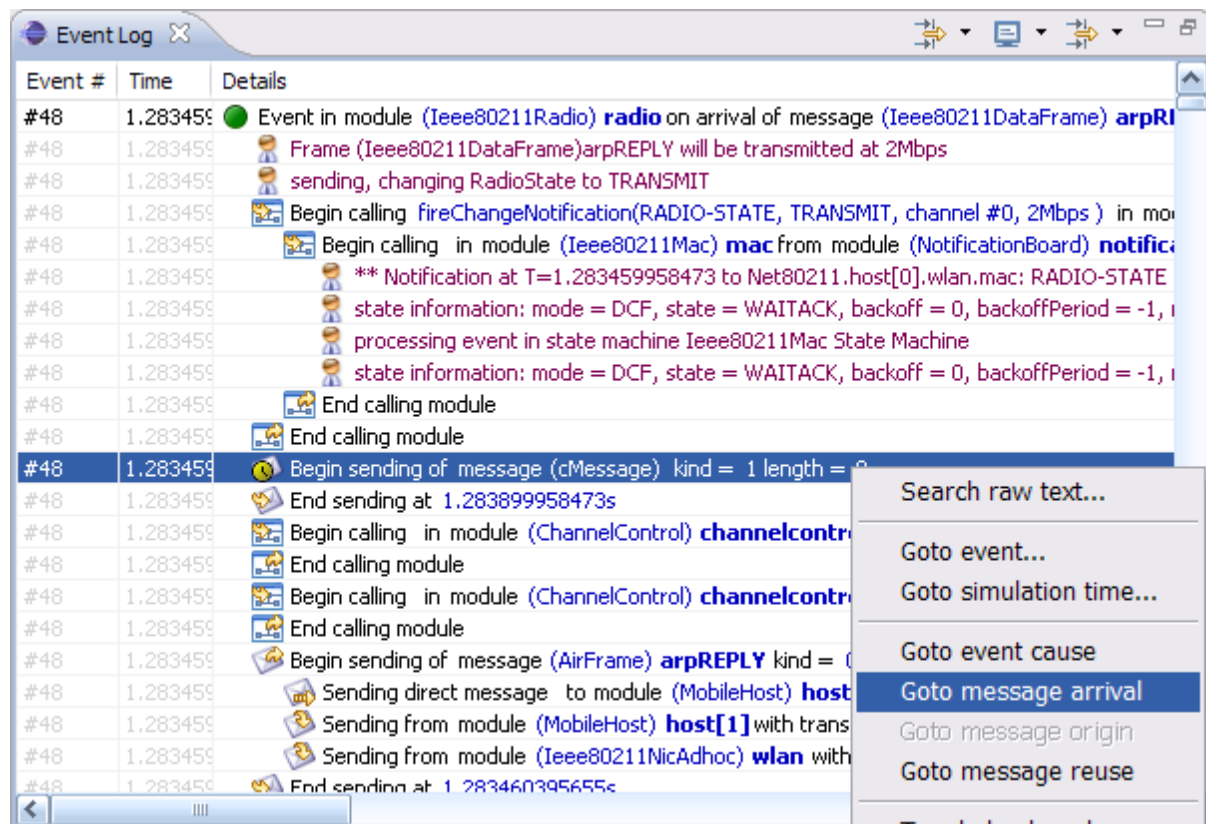 Event Log
Event # Time Details
#48 1.283459 Event in module (Ieee80211Radio) radio on arrival of message (Ieee80211DataFrame)
#48 1.283459 Frame (Ieee80211DataFrame)arpREPLY will be transmitted at 2Mbps
#48 1.283459 sending, changing RadioState to TRANSMIT
#48 1.283459 Begin calling fireChangeNotification(RADIO-STATE, TRANSMIT, channel #0, 2Mbps ) in
#48 1.283459 Begin calling in module (Ieee80211Mac) mac from module (NotificationBoard)
#48 1.283459 ** Notification at T=1.283459958473 to Net80211.host[0].wlan.mac: RADIO-STATE
#48 1.283459 state information: mode = DCF, state = WAITACK, backoff = 0, backoffPeriod = -1,
#48 1.283459 processing event in state machine Ieee80211Mac State Machine
#48 1.283459 state information: mode = DCF, state = WAITACK, backoff = 0, backoffPeriod = -1,
#48 1.283459 End calling module
#48 1.283459 End calling module
#48 1.283459 Begin sending of message (cMessage) kind = 1 length =
#48 1.283459 End sending at 1.283899958473s
#48 1.283459 Begin calling in module (ChannelControl)
#48 1.283459 End calling module
#48 1.283459 Begin calling in module (ChannelControl)
#48 1.283459 End calling module
#48 1.283459 Begin sending of message (AirFrame) arpREPLY kind =
#48 1.283459 Sending direct message to module (MobileHost) host
#48 1.283459 Sending from module (MobileHost) host[1] with
#48 1.283459 Sending from module (Ieee80211NicAdhoc) wlan with
#48 1.283459 End sending at 1.283460395655s
Search raw text...
Goto event...
Goto simulation time...
Goto event cause
Goto message arrival
Goto message origin
Goto message reuse